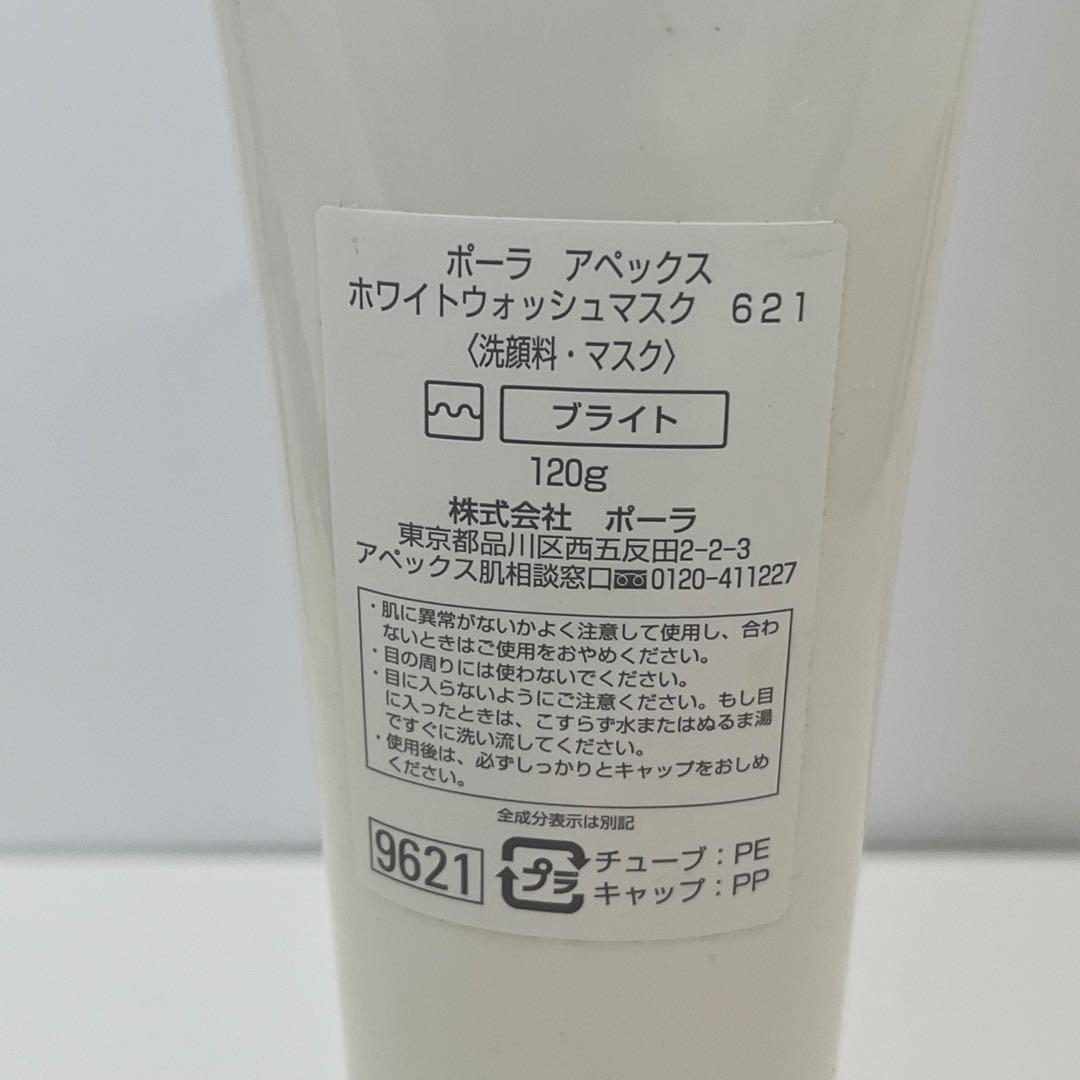 ポーラ アペックス
ホワイトウォッシュマスク 621
〈洗顔料・マスク〉
ブライト
120g
株式会社 ポーラ
東京都品川区西五反田2-2-3
アペックス肌相談窓口 0120-411227
・肌に異常がないかよく注意して使用し、合わ
ないときはご使用をおやめください。
・目の周りには使わないでください。
・目に入らないようにご注意ください。もし目
に入ったときは、こすらず水またはぬるま湯
ですぐに洗い流してください。
・使用後は、必ずしっかりとキャップをおしめ
ください。
全成分表示は別記
9621
プラ
チューブ：PE
キャップ：PP